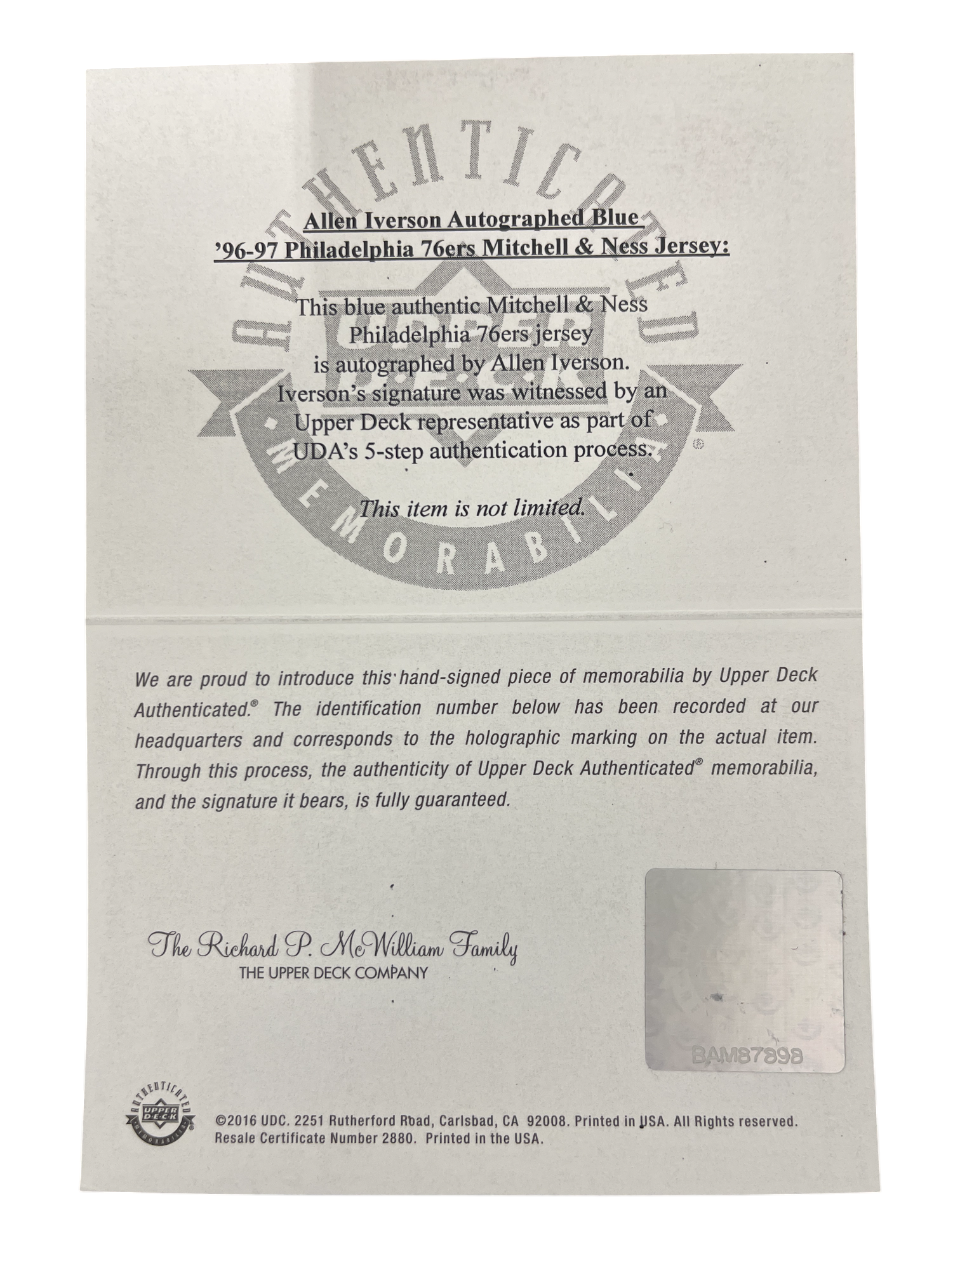 AUTHENTICATED
Allen Iverson Autographed Blue
’96-97 Philadelphia 76ers Mitchell & Ness Jersey:
This blue authentic Mitchell & Ness
Philadelphia 76ers jersey
is autographed by Allen Iverson.
Iverson’s signature was witnessed by an
Upper Deck representative as part of
UDA’s 5-step authentication process.
This item is not limited.
UPPER
DECK
MEMORABILIA
®
We are proud to introduce this hand-signed piece of memorabilia by Upper Deck
Authenticated.® The identification number below has been recorded at our
headquarters and corresponds to the holographic marking on the actual item.
Through this process, the authenticity of Upper Deck Authenticated® memorabilia,
and the signature it bears, is fully guaranteed.
The Richard P. McWilliam Family
THE UPPER DECK COMPANY
BAM87898
AUTHENTICATED
UPPER
DECK
MEMORABILIA
®
©2016 UDC. 2251 Rutherford Road, Carlsbad, CA 92008. Printed in USA. All Rights reserved.
Resale Certificate Number 2880. Printed in the USA.